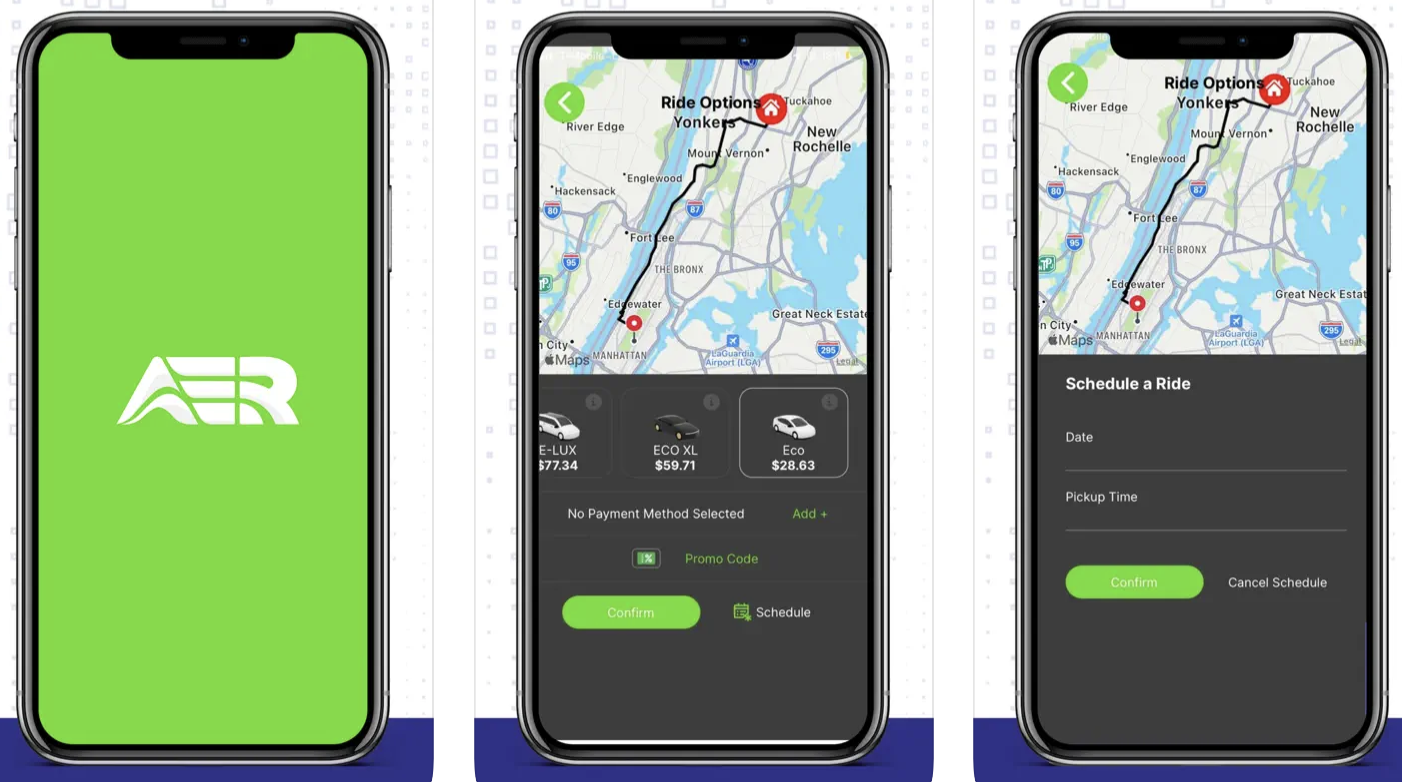 AER
Ride Options
Tuckahoe
Yonkers
River Edge
New
Rochelle
Mount Vernon
Englewood
Hackensack
80
87
Fort Lee
95
THE BRONX
Edgewater
Great Neck Estate
n City
Maps
MANHATTAN
LaGuardia
Airport (LGA)
295
Legal
E-LUX
$77.34
ECO XL
$59.71
Eco
$28.63
No Payment Method Selected
Add +
%
Promo Code
Confirm
Schedule
Ride Options
Tuckahoe
Yonkers
River Edge
New
Rochelle
Mount Vernon
Englewood
Hackensack
80
87
Fort Lee
95
THE BRONX
Edgewater
Great Neck Estat
n City
Maps
MANHATTAN
LaGuardia
Airport (LGA)
295
Legal
Schedule a Ride
Date
Pickup Time
Confirm
Cancel Schedule